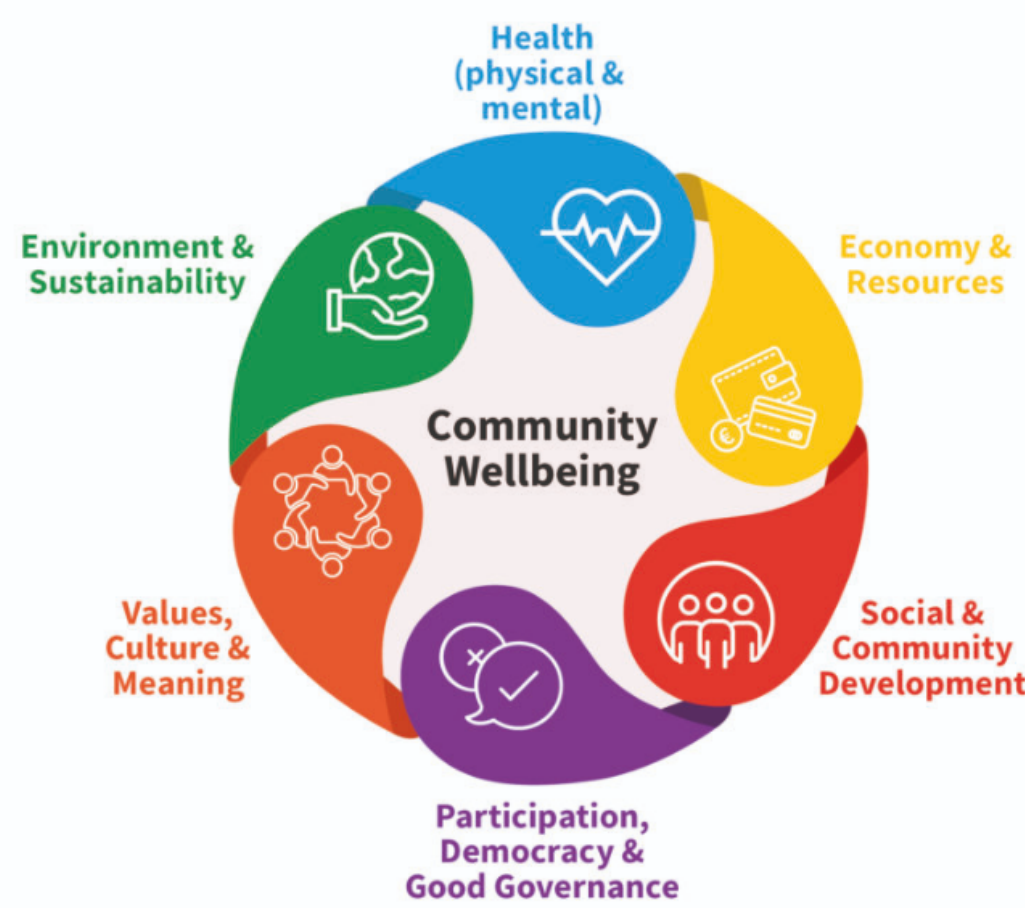 Health
(physical &
mental)
Environment &
Sustainability
Economy &
Resources
€
Community
Wellbeing
Values,
Culture &
Meaning
Social &
Community
Development
Participation,
Democracy &
Good Governance